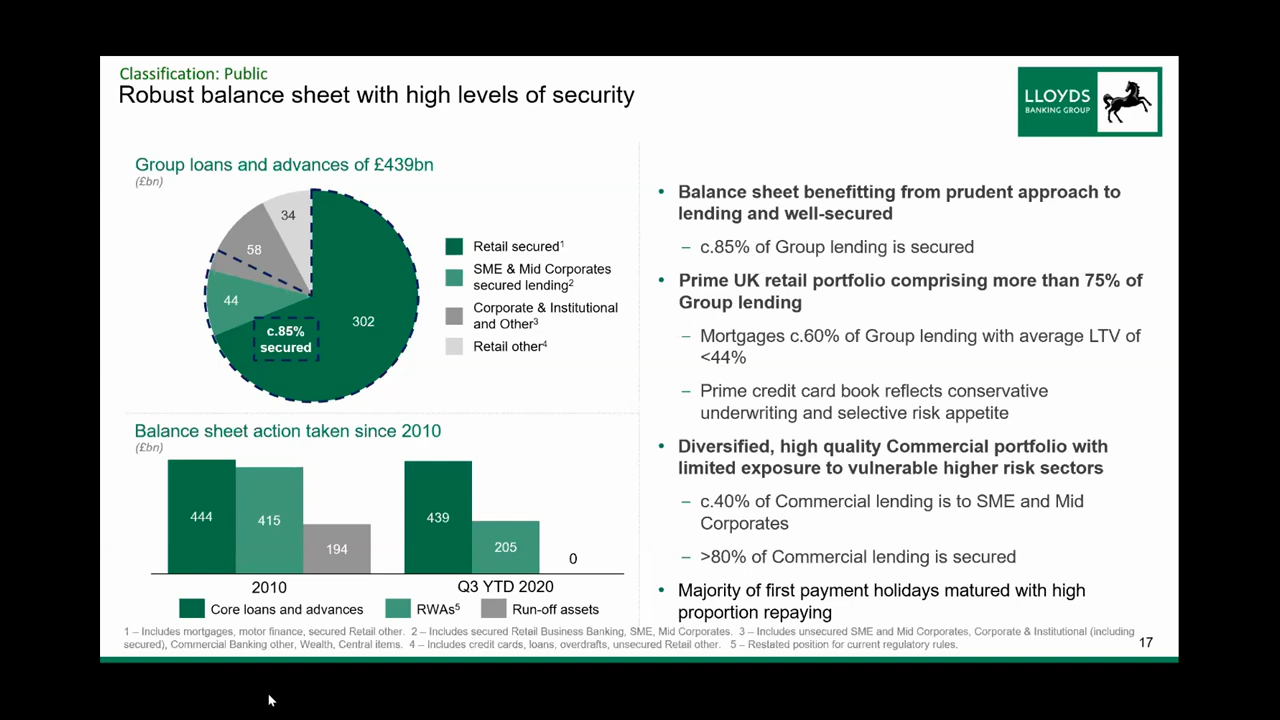 Classification: Public
Robust balance sheet with high levels of security
LLOYDS
BANKING GROUP
Group loans and advances of £439bn
(£bn)
34
58
44
302
c.85%
secured
Retail secured¹
SME & Mid Corporates
secured lending²
Corporate & Institutional
and Other³
Retail other⁴
Balance sheet action taken since 2010
(£bn)
444
415
194
439
205
0
2010
Q3 YTD 2020
Core loans and advances
RWAs⁵
Run-off assets
• Balance sheet benefitting from prudent approach to
lending and well-secured
– c.85% of Group lending is secured
• Prime UK retail portfolio comprising more than 75% of
Group lending
– Mortgages c.60% of Group lending with average LTV of
<44%
– Prime credit card book reflects conservative
underwriting and selective risk appetite
• Diversified, high quality Commercial portfolio with
limited exposure to vulnerable higher risk sectors
– c.40% of Commercial lending is to SME and Mid
Corporates
– >80% of Commercial lending is secured
• Majority of first payment holidays matured with high
proportion repaying
1 – Includes mortgages, motor finance, secured Retail other. 2 – Includes secured Retail Business Banking, SME, Mid Corporates. 3 – Includes unsecured SME and Mid Corporates, Corporate & Institutional (including
secured), Commercial Banking other, Wealth, Central items. 4 – Includes credit cards, loans, overdrafts, unsecured Retail other. 5 – Restated position for current regulatory rules.
17